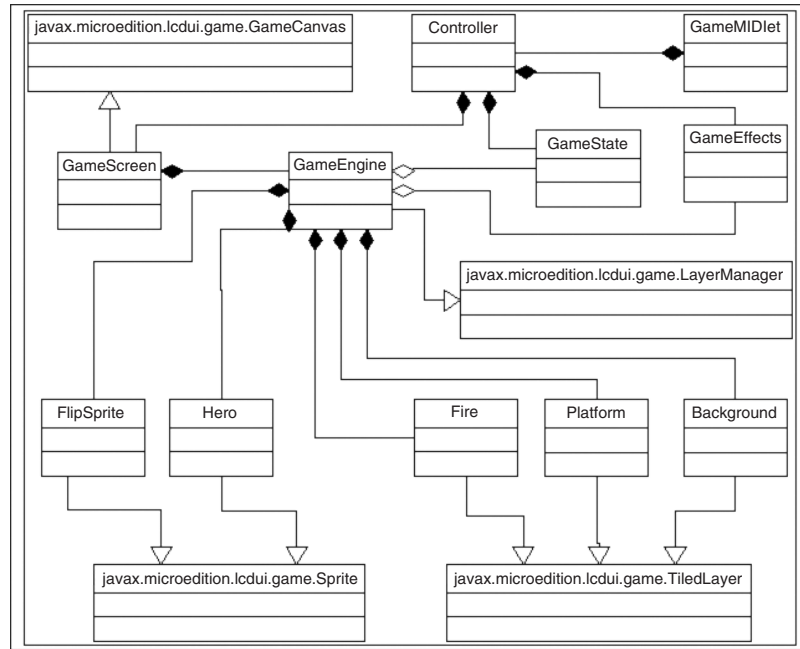 javax.microedition.lcdui.game.GameCanvas
Controller
GameMIDlet
GameScreen
GameEngine
GameState
GameEffects
javax.microedition.lcdui.game.LayerManager
FlipSprite
Hero
Fire
Platform
Background
javax.microedition.lcdui.game.Sprite
javax.microedition.lcdui.game.TiledLayer